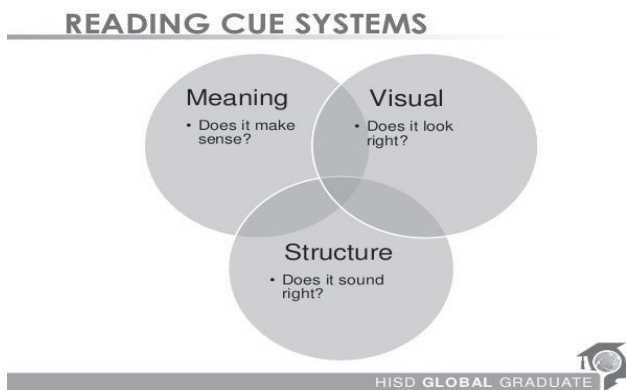 READING CUE SYSTEMS
Meaning
• Does it make
sense?
Visual
• Does it look
right?
Structure
• Does it sound
right?
HISD GLOBAL GRADUATE